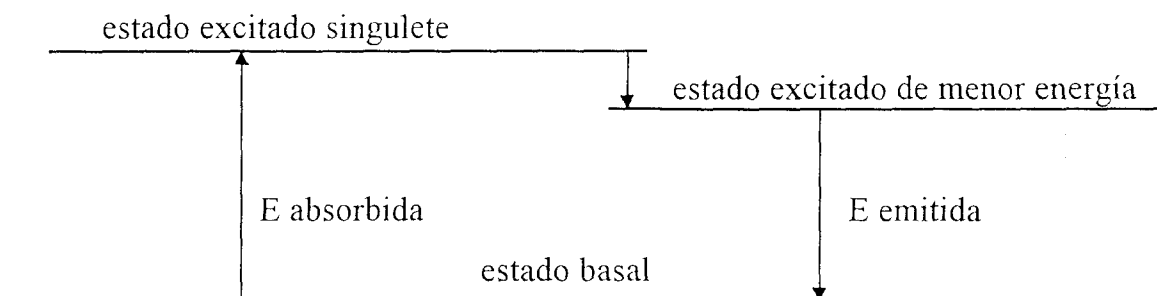 estado excitado singulete
estado excitado de menor energía
E absorbida
E emitida
estado basal